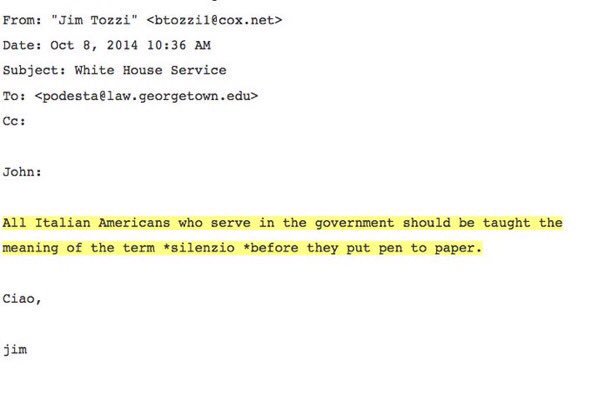 From: "Jim Tozzi" <btozzi1@cox.net>
Date: Oct 8, 2014 10:36 AM
Subject: White House Service
To: <podesta@law.georgetown.edu>
Cc:
John:
All Italian Americans who serve in the government should be taught the
meaning of the term *silenzio *before they put pen to paper.
Ciao,
jim